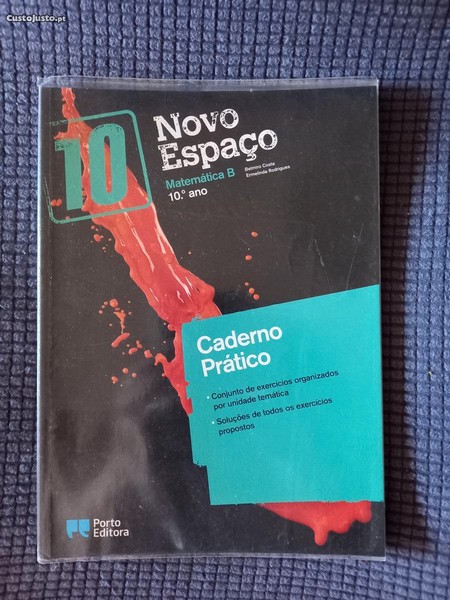 CustoJusto.pt
10
Novo
Espaço
Matemática B
10.º ano
Belmiro Costa
Ermelinda Rodrigues
Caderno
Prático
• Conjunto de exercícios organizados
por unidade temática
• Soluções de todos os exercícios
propostos
Porto
Editora